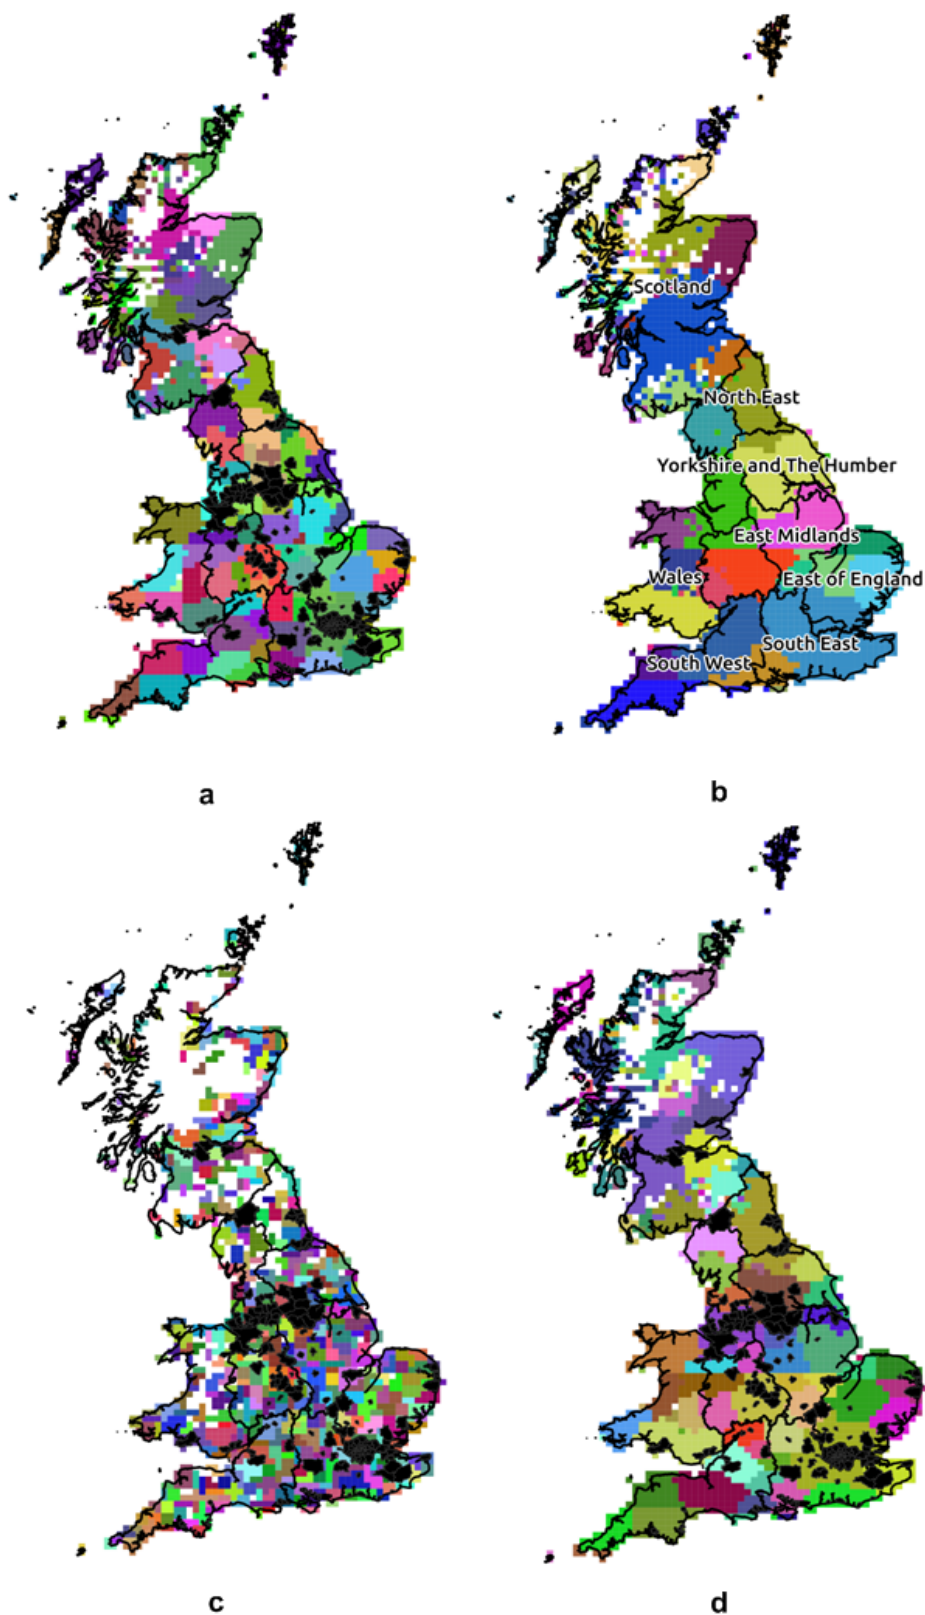 Scotland
North East
Yorkshire and The Humber
East Midlands
Wales
East of England
South East
South West
a
b
c
d